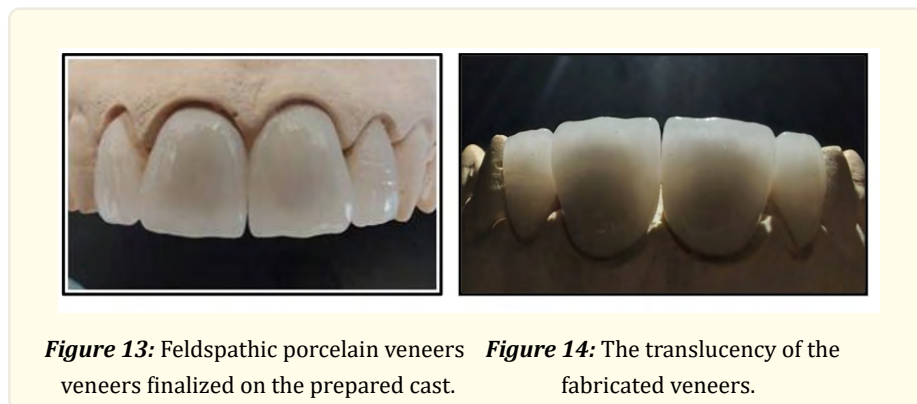 Figure 13: Feldspathic porcelain veneers
veneers finalized on the prepared cast.
Figure 14: The translucency of the
fabricated veneers.